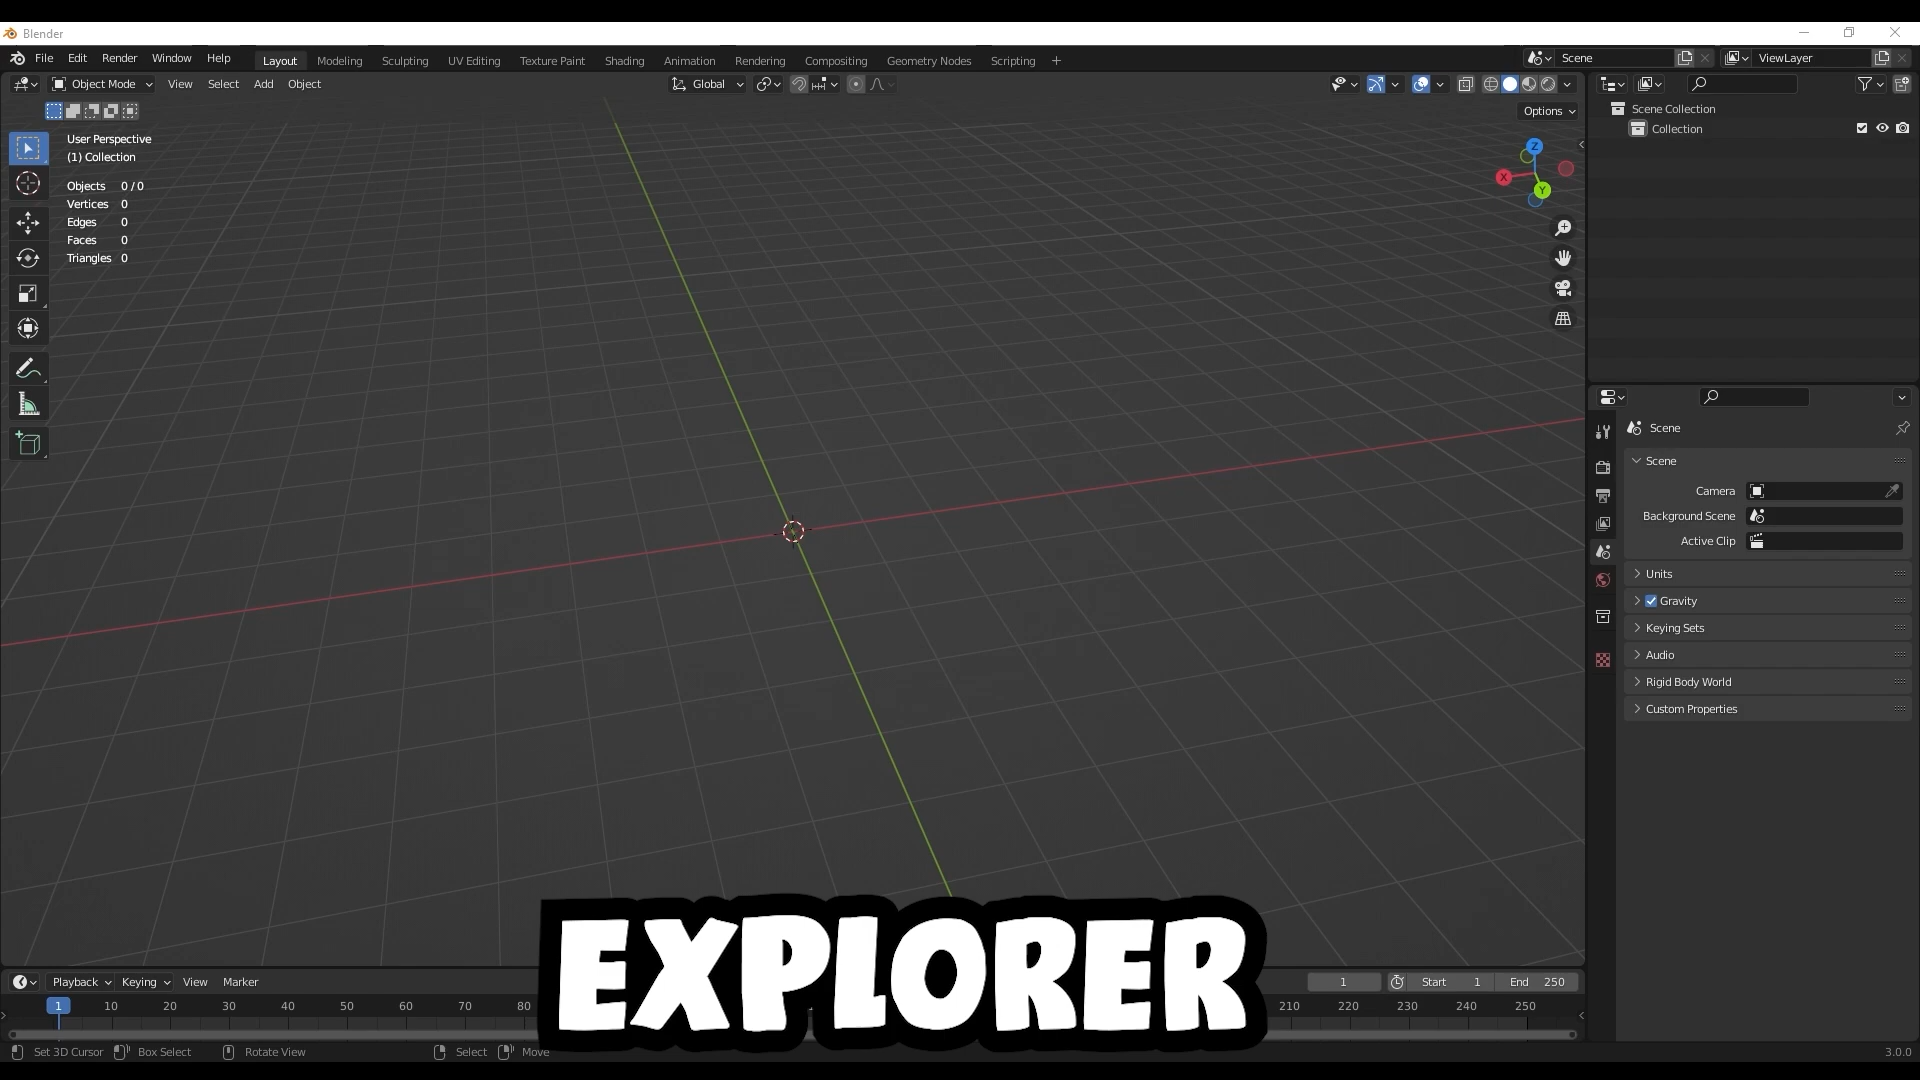 Blender
File Edit Render Window Help Layout Modeling Sculpting UV Editing Texture Paint Shading Animation Rendering Compositing Geometry Nodes Scripting + Scene ViewLayer
Object Mode View Select Add Object Global
Options
User Perspective
(1) Collection
Objects 0 / 0
Vertices 0
Edges 0
Faces 0
Triangles 0
Z
X
Y
Scene Collection
Collection
Scene
Scene
Camera
Background Scene
Active Clip
Units
Gravity
Keying Sets
Audio
Rigid Body World
Custom Properties
EXPLORER
Playback Keying View Marker 1 Start 1 End 250
1 10 20 30 40 50 60 70 80 210 220 230 240 250
Set 3D Cursor Box Select Rotate View Select Move 3.0.0